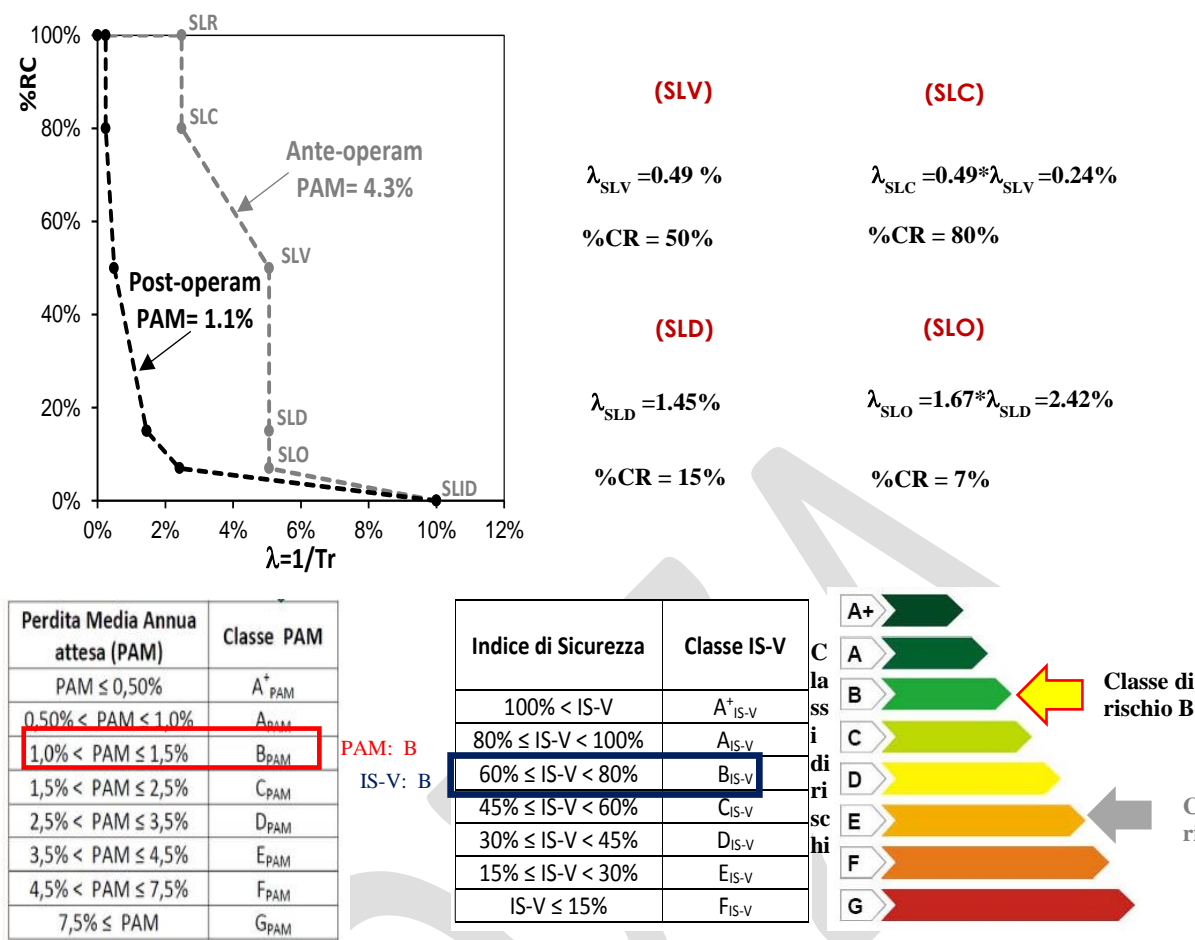 100%
80%
60%
40%
20%
0%
%RC
0%
2%
4%
6%
8%
10%
12%
λ=1/Tr
SLR
SLC
Ante-operam
PAM= 4.3%
SLV
Post-operam
PAM= 1.1%
SLD
SLO
SLID
(SLV)
λSLV =0.49 %
%CR = 50%
(SLC)
λSLC =0.49*λSLV =0.24%
%CR = 80%
(SLD)
λSLD =1.45%
%CR = 15%
(SLO)
λSLO =1.67*λSLD =2.42%
%CR = 7%
Perdita Media Annua
attesa (PAM)
Classe PAM
PAM ≤ 0,50% A+PAM
0,50% < PAM ≤ 1,0% APAM
1,0% < PAM ≤ 1,5% BPAM
1,5% < PAM ≤ 2,5% CPAM
2,5% < PAM ≤ 3,5% DPAM
3,5% < PAM ≤ 4,5% EPAM
4,5% < PAM ≤ 7,5% FPAM
7,5% ≤ PAM GPAM
PAM: B
IS-V: B
Indice di Sicurezza Classe IS-V
100% < IS-V A+IS-V
80% ≤ IS-V < 100% AIS-V
60% ≤ IS-V < 80% BIS-V
45% ≤ IS-V < 60% CIS-V
30% ≤ IS-V < 45% DIS-V
15% ≤ IS-V < 30% EIS-V
IS-V ≤ 15% FIS-V
C
la
ss
i
di
ri
sc
hi
A+
A
B
C
D
E
F
G
Classe di
rischio B
C
ri